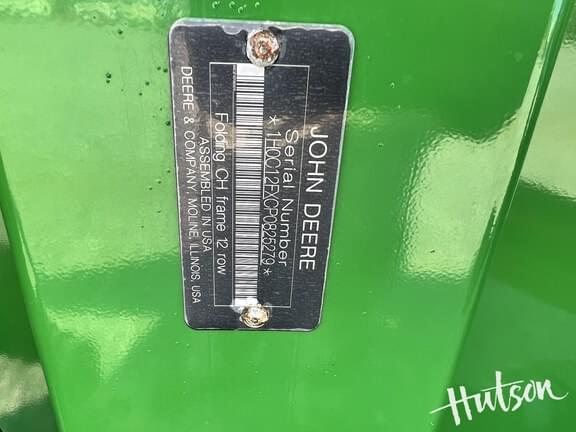 JOHN DEERE
Serial Number
*1H0C12FXCP0825279*
Folding CH frame 12 row
ASSEMBLED IN USA
DEERE & COMPANY, MOLINE, ILLINOIS, USA
Hutson